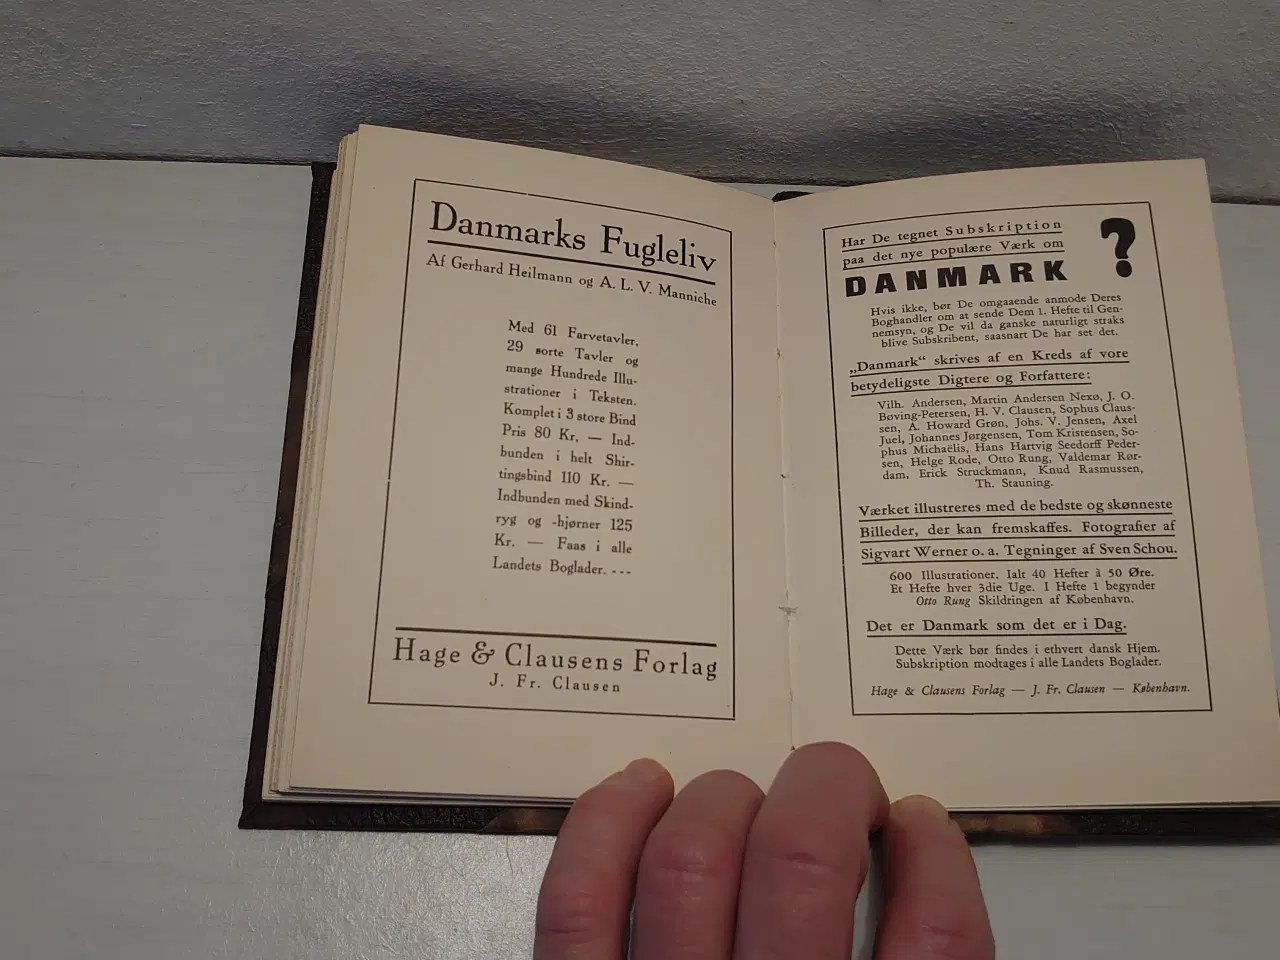 Danmarks Fugleliv
Af Gerhard Heilmann og A. L. V. Manniche
Med 61 Farvetavler,
29 sorte Tavler og
mange Hundrede Illu-
strationer i Teksten.
Komplet i 3 store Bind
Pris 80 Kr. — Ind-
bunden i helt Shir-
tingsbind 110 Kr. —
Indbunden med Skind-
ryg og -hjørner 125
Kr. — Faas i alle
Landets Boglader. ---
Hage & Clausens Forlag
J. Fr. Clausen
Har De tegnet Subskription
paa det nye populære Værk om
DANMARK ?
Hvis ikke, bør De omgaaende anmode Deres
Boghandler om at sende Dem 1. Hefte til Gen-
nemsyn, og De vil da ganske naturligt straks
blive Subskribent, saasnart De har set det.
„Danmark“ skrives af en Kreds af vore
betydeligste Digtere og Forfattere:
Vilh. Andersen, Martin Andersen Nexø, J. O.
Bøving-Petersen, H. V. Clausen, Sophus Claus-
sen, A. Howard Grøn, Johs. V. Jensen, Axel
Juel, Johannes Jørgensen, Tom Kristensen, So-
phus Michaëlis, Hans Hartvig Seedorff Peder-
sen, Helge Rode, Otto Rung, Valdemar Rør-
dam, Erick Struckmann, Knud Rasmussen,
Th. Stauning.
Værket illustreres med de bedste og skønneste
Billeder, der kan fremskaffes. Fotografier af
Sigvart Werner o. a. Tegninger af Sven Schou.
600 Illustrationer. Ialt 40 Hefter à 50 Øre.
Et Hefte hver 3die Uge. I Hefte 1 begynder
Otto Rung Skildringen af København.
Det er Danmark som det er i Dag.
Dette Værk bør findes i ethvert dansk Hjem.
Subskription modtages i alle Landets Boglader.
Hage & Clausens Forlag — J. Fr. Clausen — København.